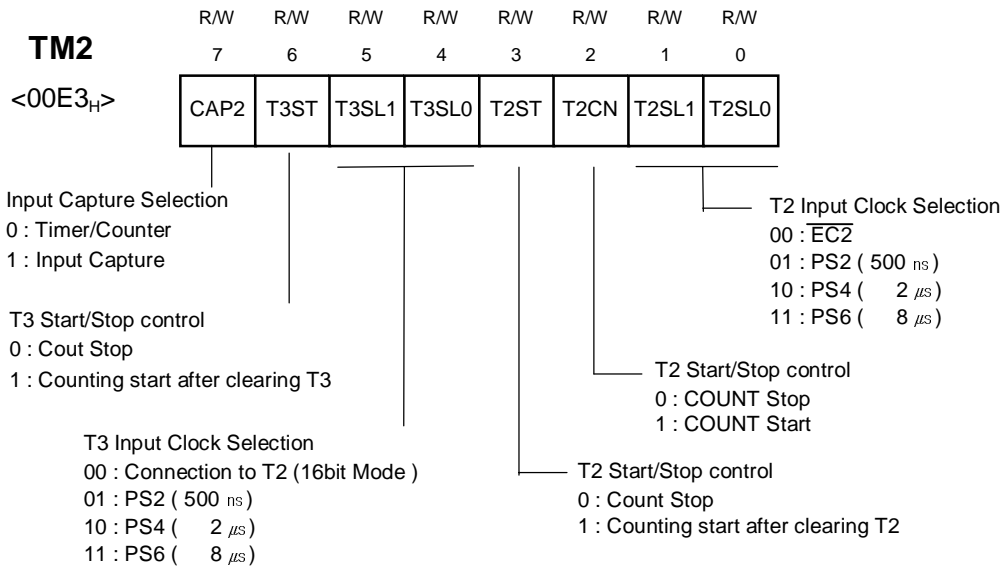 R/W R/W R/W R/W R/W R/W R/W R/W
TM2 7 6 5 4 3 2 1 0
<00E3H> CAP2 T3ST T3SL1 T3SL0 T2ST T2CN T2SL1 T2SL0
Input Capture Selection
0 : Timer/Counter
1 : Input Capture
T2 Input Clock Selection
00 : EC2
01 : PS2 ( 500 ns )
10 : PS4 ( 2 µs )
11 : PS6 ( 8 µs )
T3 Start/Stop control
0 : Cout Stop
1 : Counting start after clearing T3
T2 Start/Stop control
0 : COUNT Stop
1 : COUNT Start
T3 Input Clock Selection
00 : Connection to T2 (16bit Mode )
01 : PS2 ( 500 ns )
10 : PS4 ( 2 µs )
11 : PS6 ( 8 µs )
T2 Start/Stop control
0 : Count Stop
1 : Counting start after clearing T2